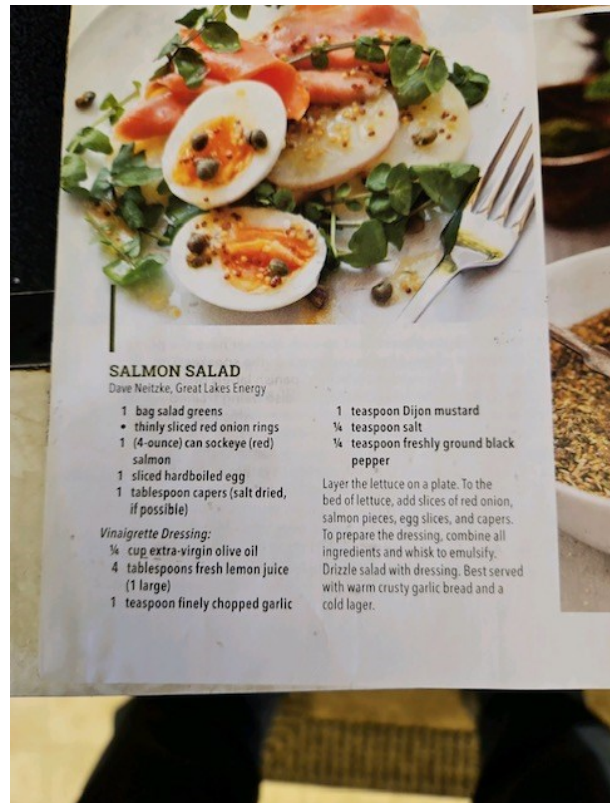 SALMON SALAD
Dave Neitzke, Great Lakes Energy
1 bag salad greens
• thinly sliced red onion rings
1 (4-ounce) can sockeye (red)
salmon
1 sliced hardboiled egg
1 tablespoon capers (salt dried,
if possible)
Vinaigrette Dressing:
¼ cup extra-virgin olive oil
4 tablespoons fresh lemon juice
(1 large)
1 teaspoon finely chopped garlic
1 teaspoon Dijon mustard
¼ teaspoon salt
¼ teaspoon freshly ground black
pepper
Layer the lettuce on a plate. To the
bed of lettuce, add slices of red onion,
salmon pieces, egg slices, and capers.
To prepare the dressing, combine all
ingredients and whisk to emulsify.
Drizzle salad with dressing. Best served
with warm crusty garlic bread and a
cold lager.